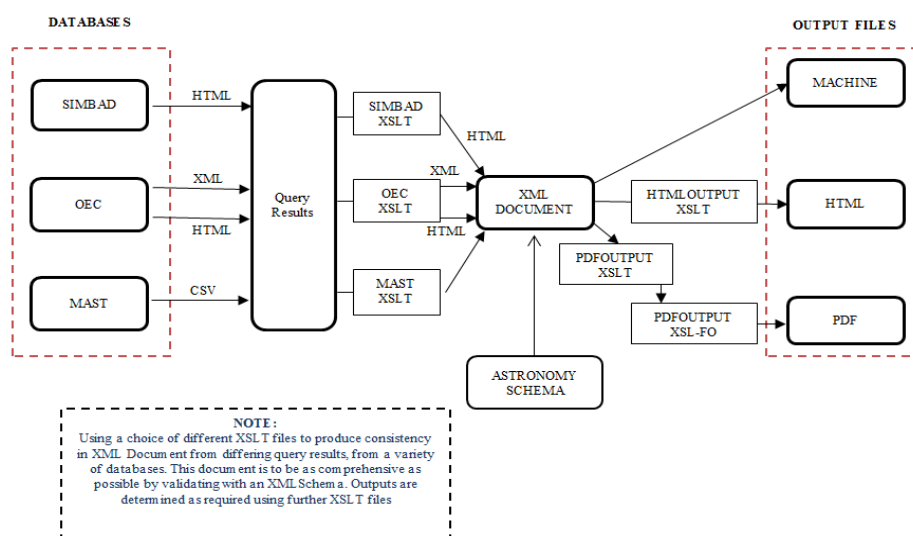 DATABASES
OUTPUT FILES
SIMBAD
HTML
OEC
XML
HTML
MAST
CSV
Query
Results
SIMBAD
XSLT
HTML
OEC
XSLT
XML
HTML
MAST
XSLT
XML
DOCUMENT
ASTRONOMY
SCHEMA
MACHINE
HTMLOUTPUT
XSLT
HTML
PDFOUTPUT
XSLT
PDFOUTPUT
XSL-FO
PDF
NOTE:
Using a choice of different XSLT files to produce consistency
in XML Document from differing query results, from a variety
of databases. This document is to be as comprehensive as
possible by validating with an XMLSchema. Outputs are
determined as required using further XSLT files